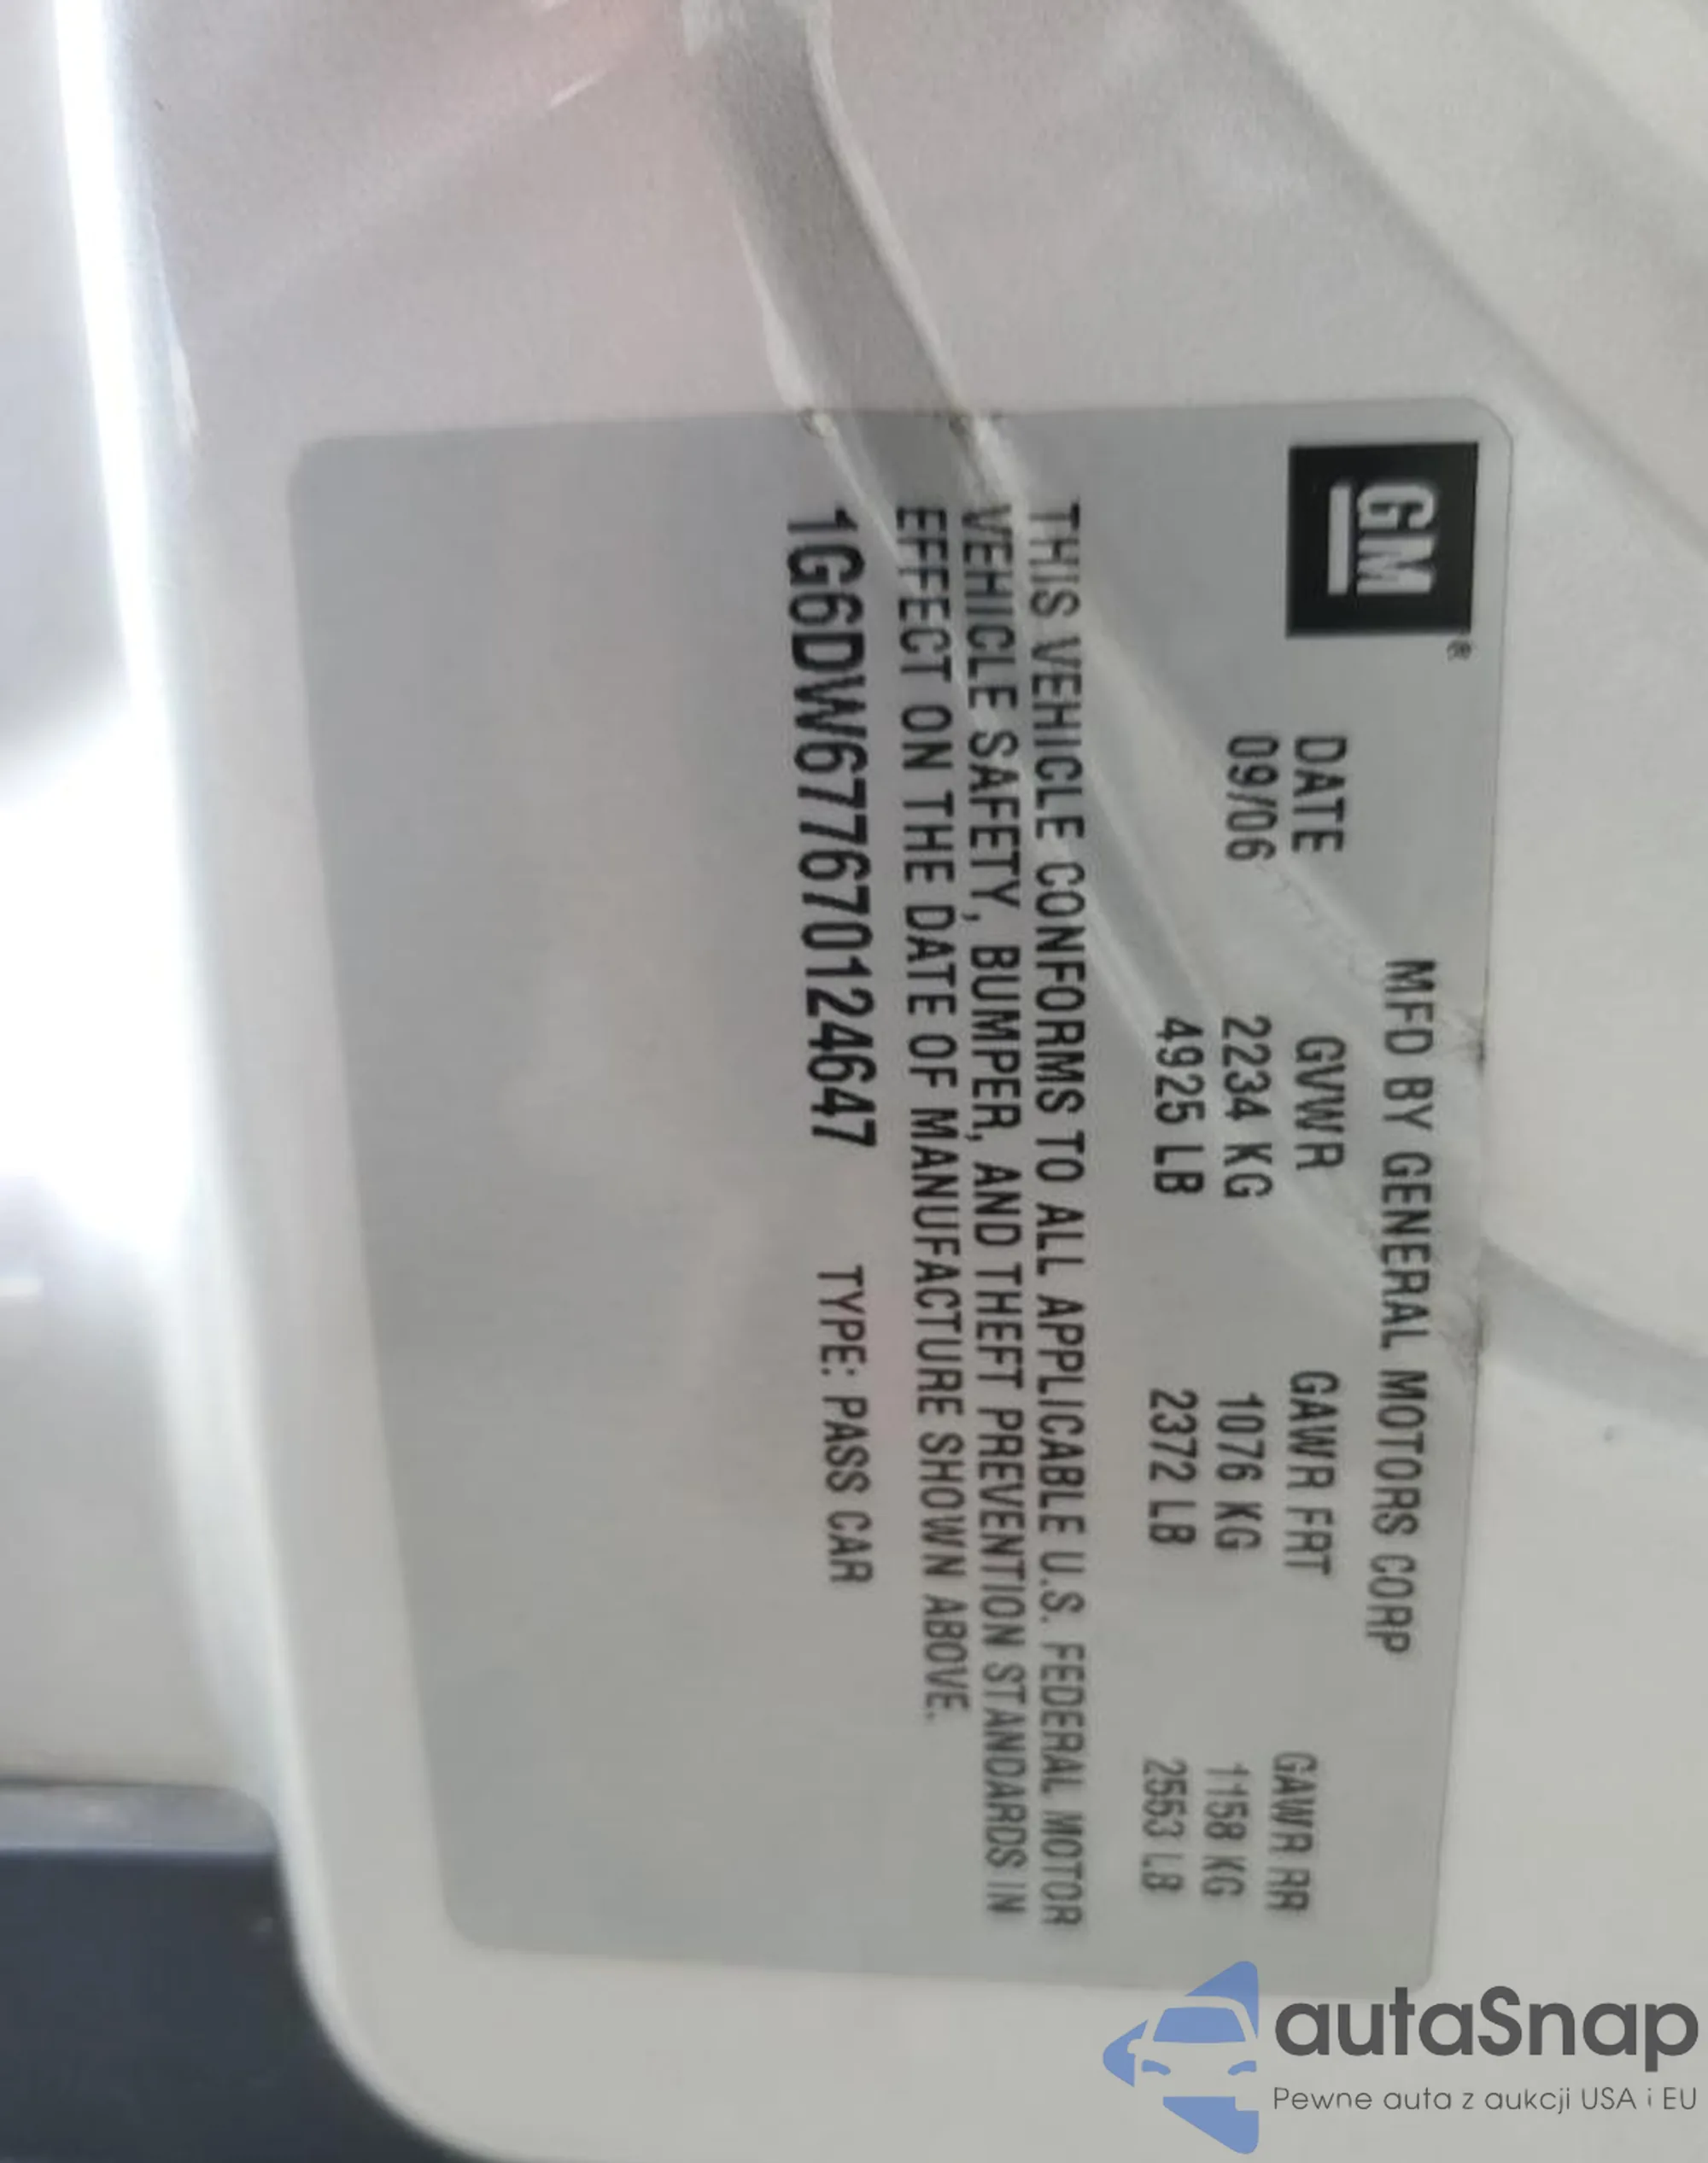 GM®
MFD BY GENERAL MOTORS CORP
DATE GVWR GAWR FRT GAWR RR
09/06 2234 KG 1076 KG 1158 KG
4925 LB 2372 LB 2553 LB
THIS VEHICLE CONFORMS TO ALL APPLICABLE U.S. FEDERAL MOTOR
VEHICLE SAFETY, BUMPER, AND THEFT PREVENTION STANDARDS IN
EFFECT ON THE DATE OF MANUFACTURE SHOWN ABOVE.
1G6DW677670124647 TYPE: PASS CAR
autaSnap
Pewne auta z aukcji USA i EU